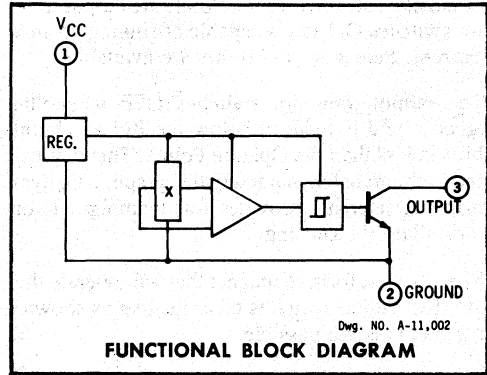 VCC
1
REG.
X
3
OUTPUT
2 GROUND
Dwg. NO. A-11,002
FUNCTIONAL BLOCK DIAGRAM